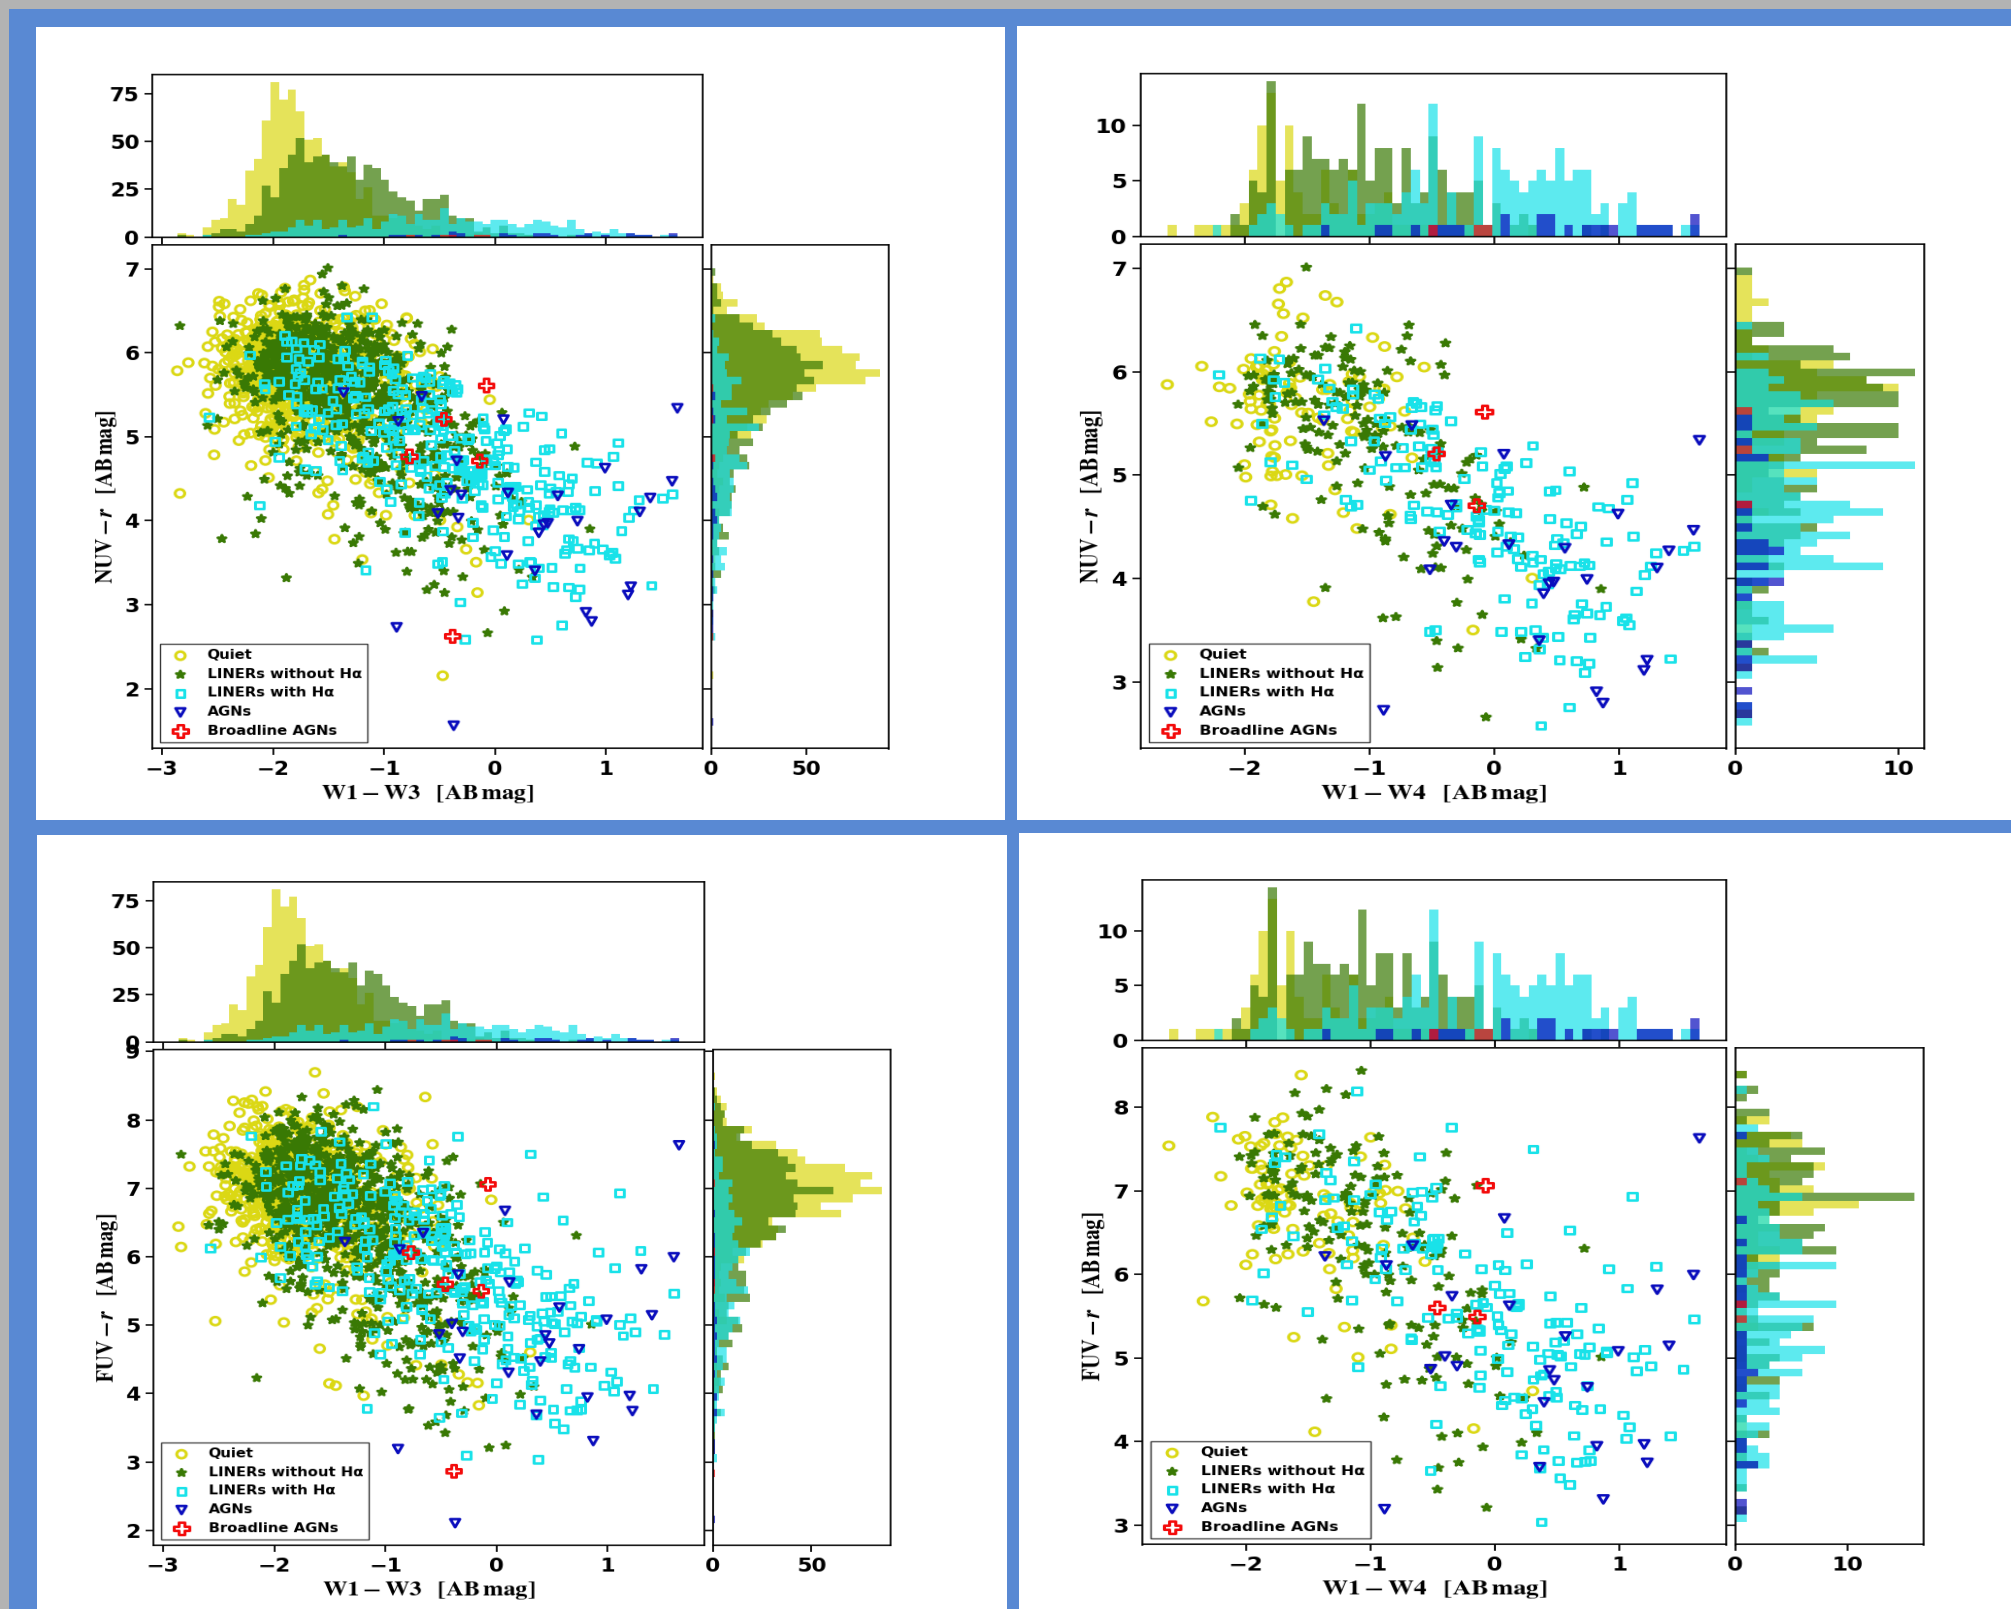 75
50
25
0
7
6
5
4
3
2
NUV − r [AB mag]
Quiet
LINERs without Hα
LINERs with Hα
AGNs
Broadline AGNs
−3 −2 −1 0 1 0 50
W1 − W3 [AB mag]
10
5
0
7
6
5
4
3
NUV − r [AB mag]
Quiet
LINERs without Hα
LINERs with Hα
AGNs
Broadline AGNs
−2 −1 0 1 0 10
W1 − W4 [AB mag]
75
50
25
0
9
8
7
6
5
4
3
2
FUV − r [AB mag]
Quiet
LINERs without Hα
LINERs with Hα
AGNs
Broadline AGNs
−3 −2 −1 0 1 0 50
W1 − W3 [AB mag]
10
5
0
8
7
6
5
4
3
FUV − r [AB mag]
Quiet
LINERs without Hα
LINERs with Hα
AGNs
Broadline AGNs
−2 −1 0 1 0 10
W1 − W4 [AB mag]